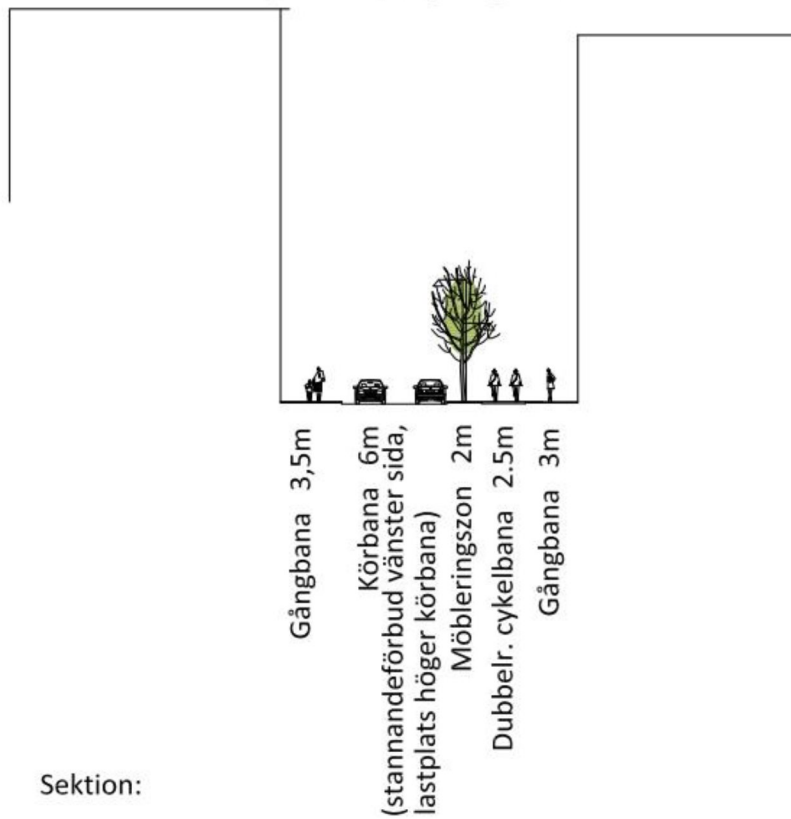 Gångbana 3,5m
Körbana 6m
(stannandeförbud vänster sida,
lastplats höger körbana)
Möbleringszon 2m
Dubbelr. cykelbana 2.5m
Gångbana 3m
Sektion: